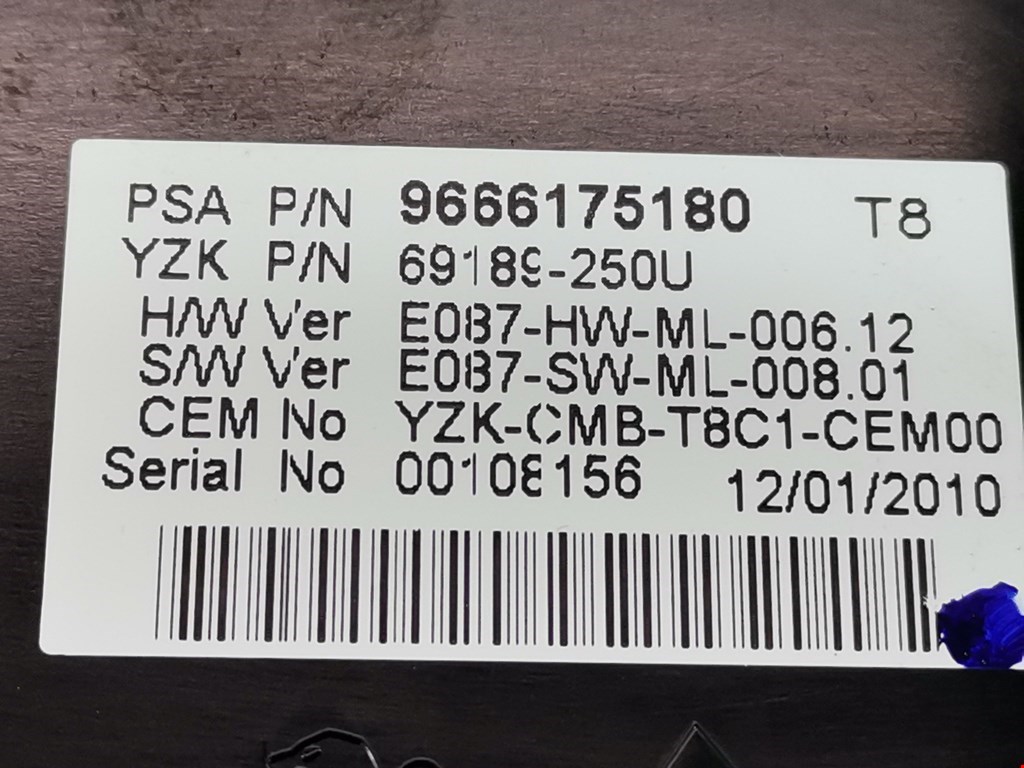 PSA P/N 9666175180 T8
YZK P/N 69189-250U
H/W Ver E087-HW-ML-006.12
S/W Ver E087-SW-ML-008.01
CEM No YZK-CMB-T8C1-CEM00
Serial No 00108156 12/01/2010